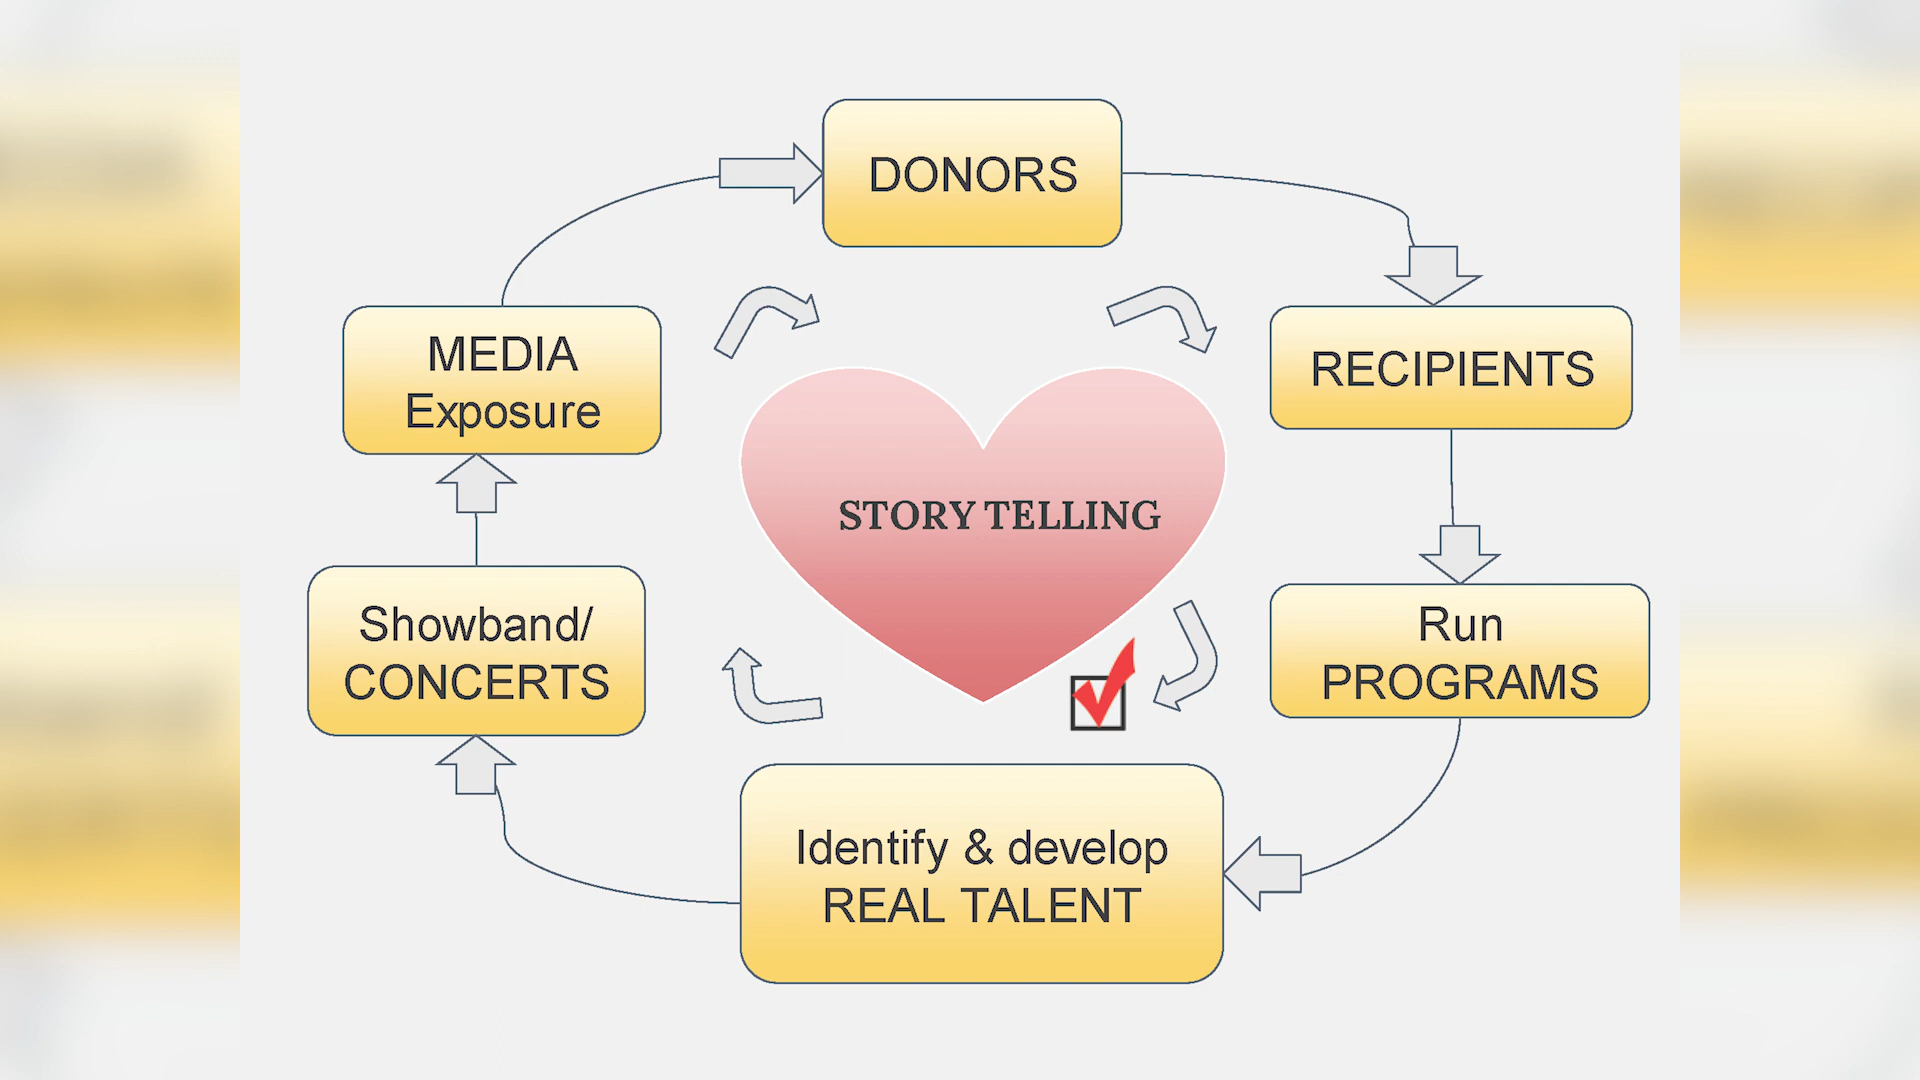 DONORS
MEDIA
Exposure
RECIPIENTS
STORY TELLING
Showband/
CONCERTS
Run
PROGRAMS
Identify & develop
REAL TALENT